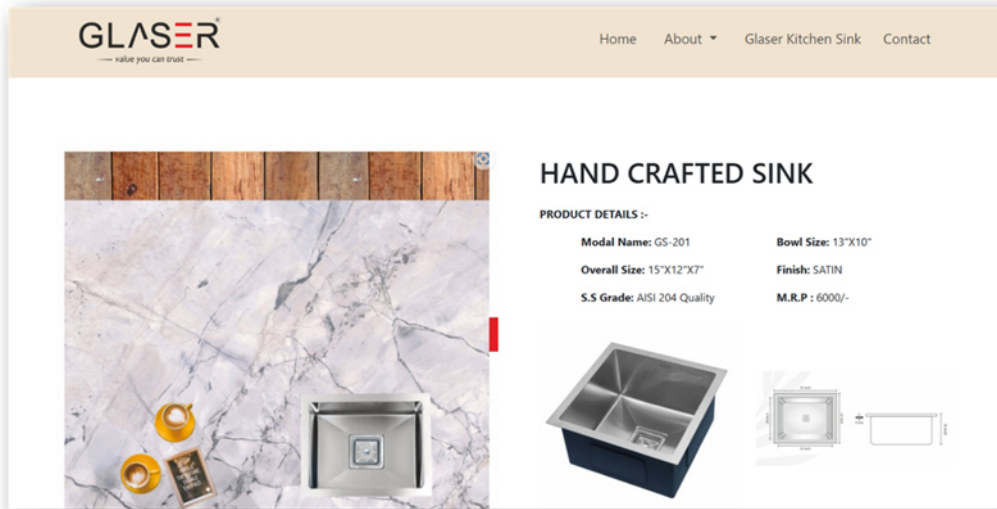 GLASER
value you can trust
Home About Glaser Kitchen Sink Contact
HAND CRAFTED SINK
PRODUCT DETAILS :-
Modal Name: GS-201 Bowl Size: 13"X10"
Overall Size: 15"X12"X7" Finish: SATIN
S.S Grade: AISI 204 Quality M.R.P : 6000/-